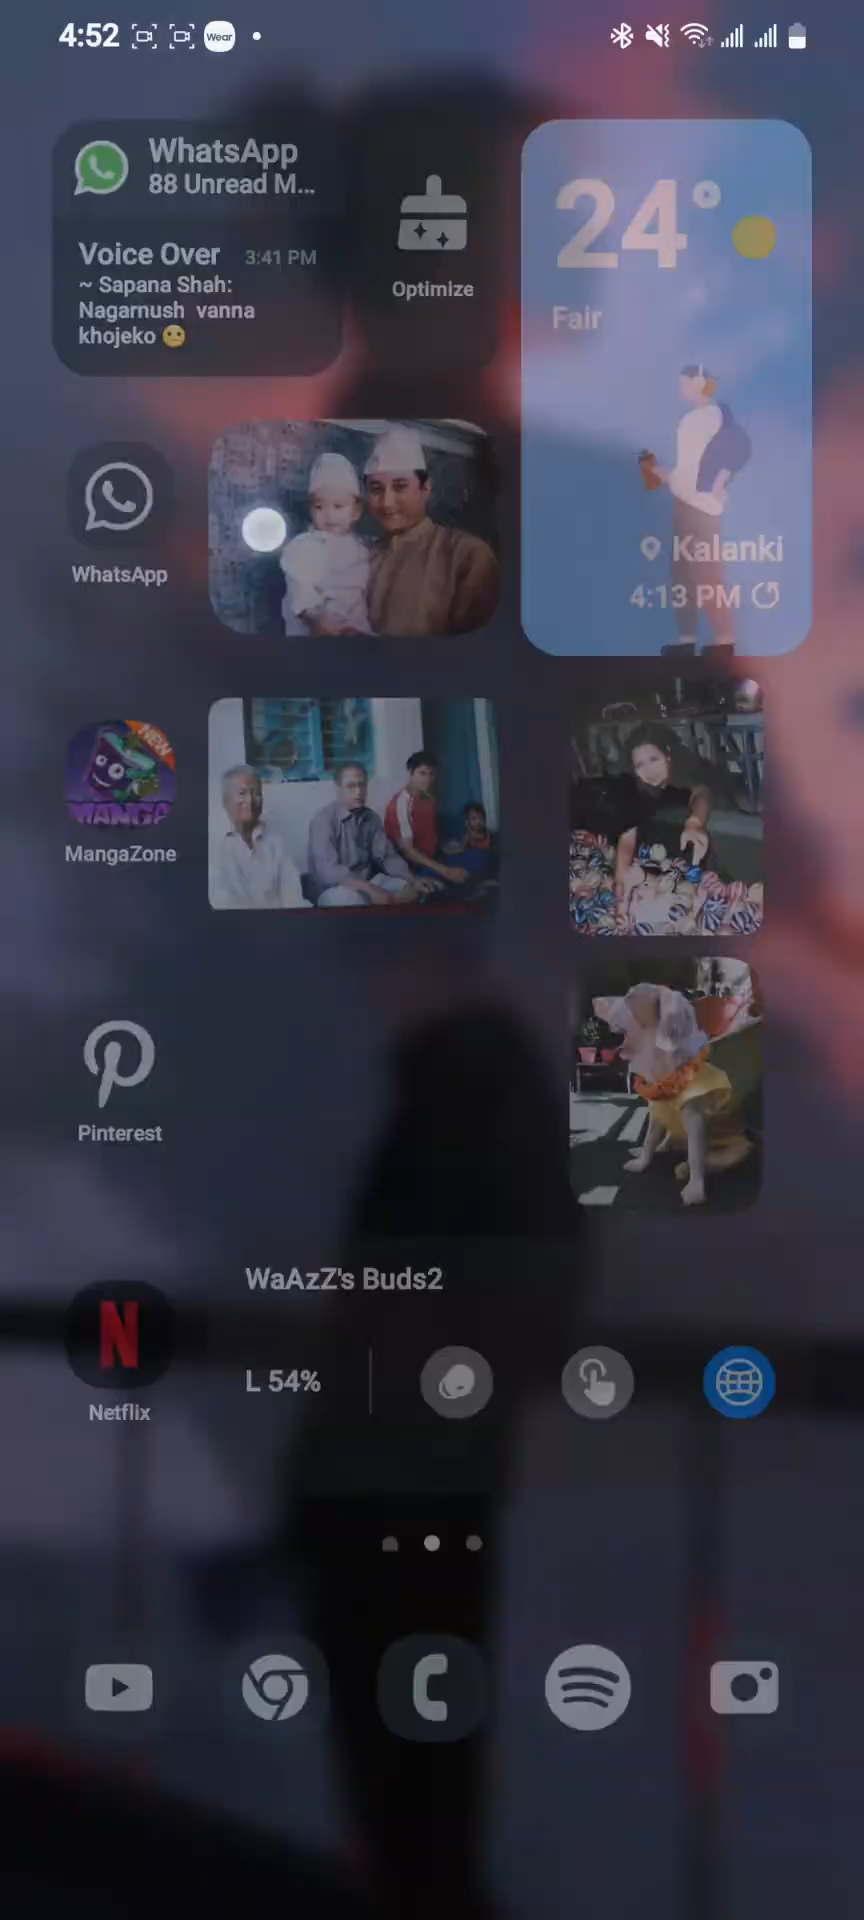 4:52
Wear
WhatsApp
88 Unread M...
Voice Over 3:41 PM
~ Sapana Shah:
Nagarnush vanna
khojeko 😐
Optimize
24°
Fair
Kalanki
4:13 PM
WhatsApp
NEW
MANGA
MangaZone
Pinterest
WaAzZ's Buds2
L 54%
N
Netflix